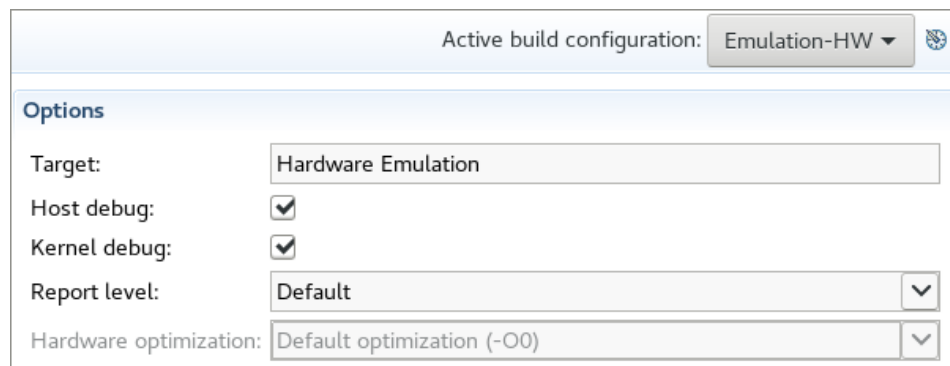 Active build configuration: Emulation-HW
Options
Target: Hardware Emulation
Host debug:
Kernel debug:
Report level: Default
Hardware optimization: Default optimization (-O0)